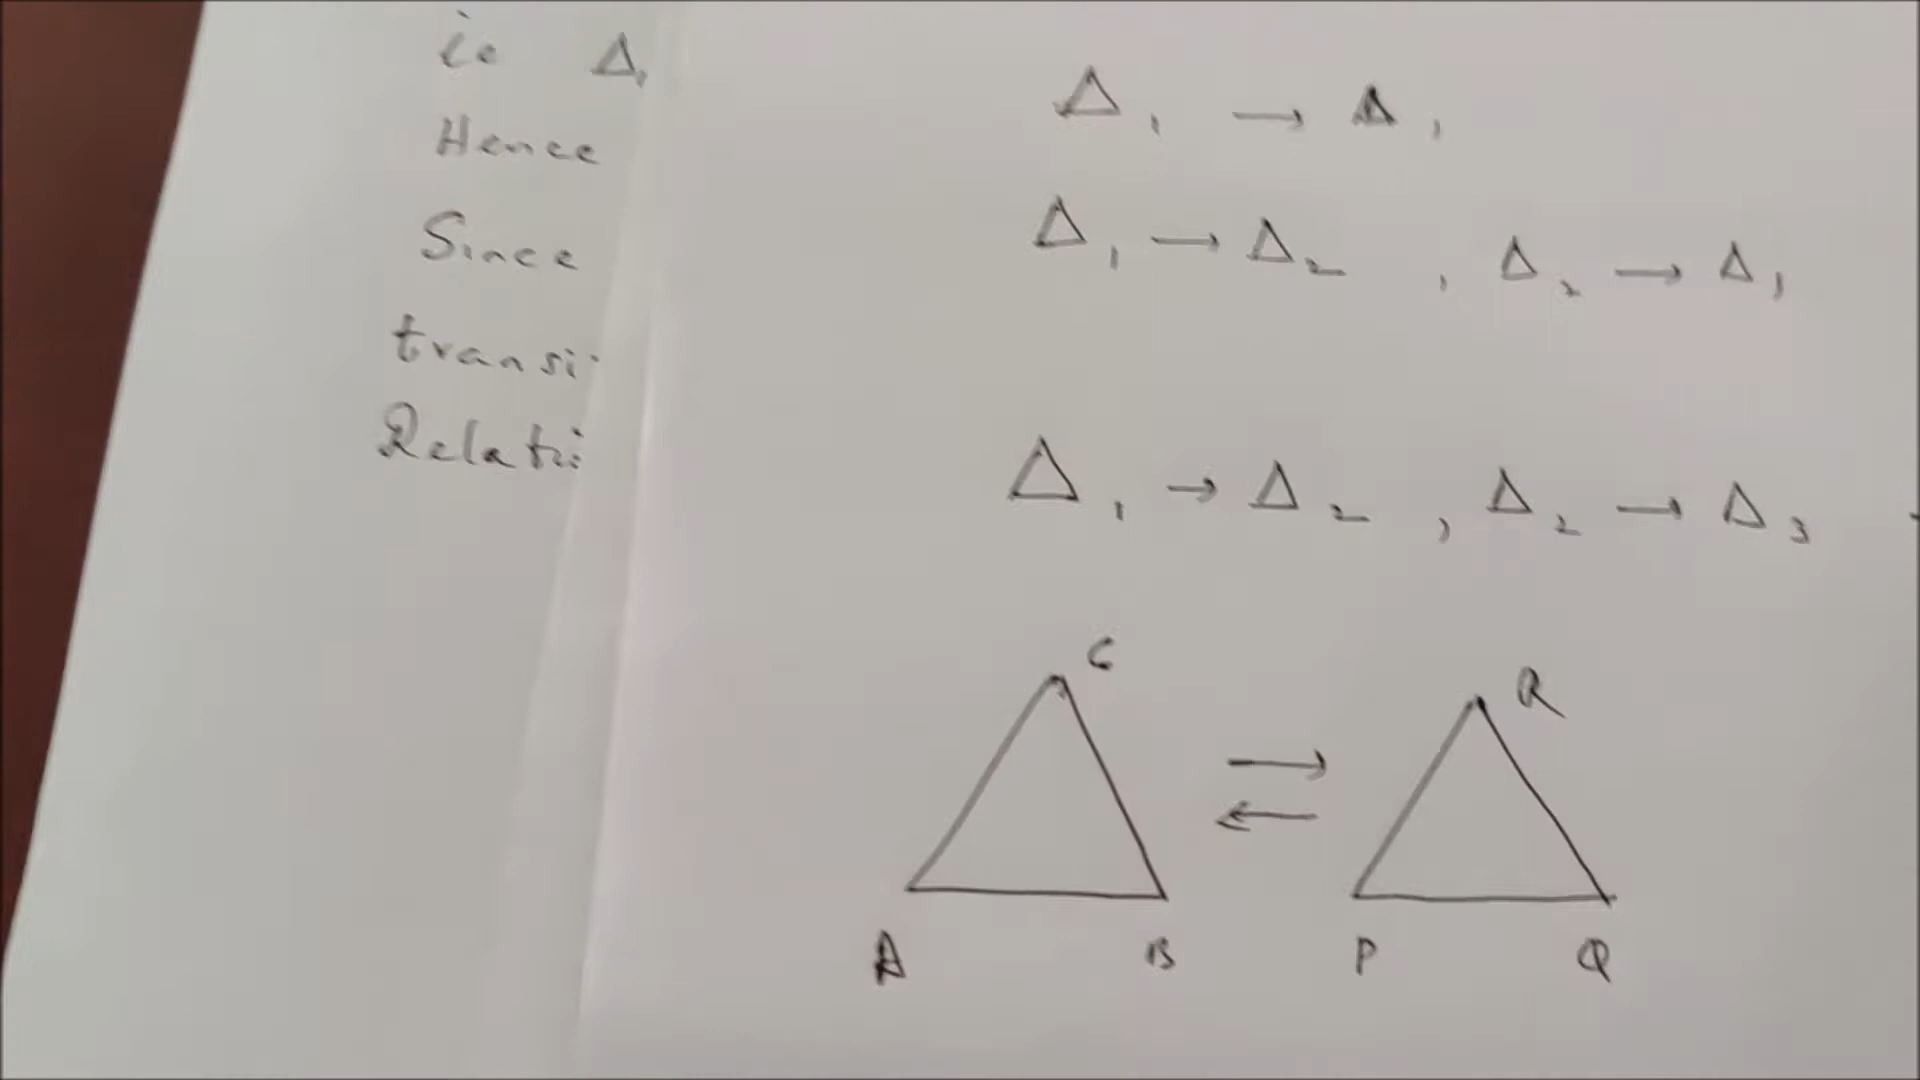 ie Δ₁
Hence
Since
transi
Relati
Δ₁ → Δ₁
Δ₁ → Δ₂ , Δ₂ → Δ₁
Δ₁ → Δ₂ , Δ₂ → Δ₃
C
R
A
B
P
Q